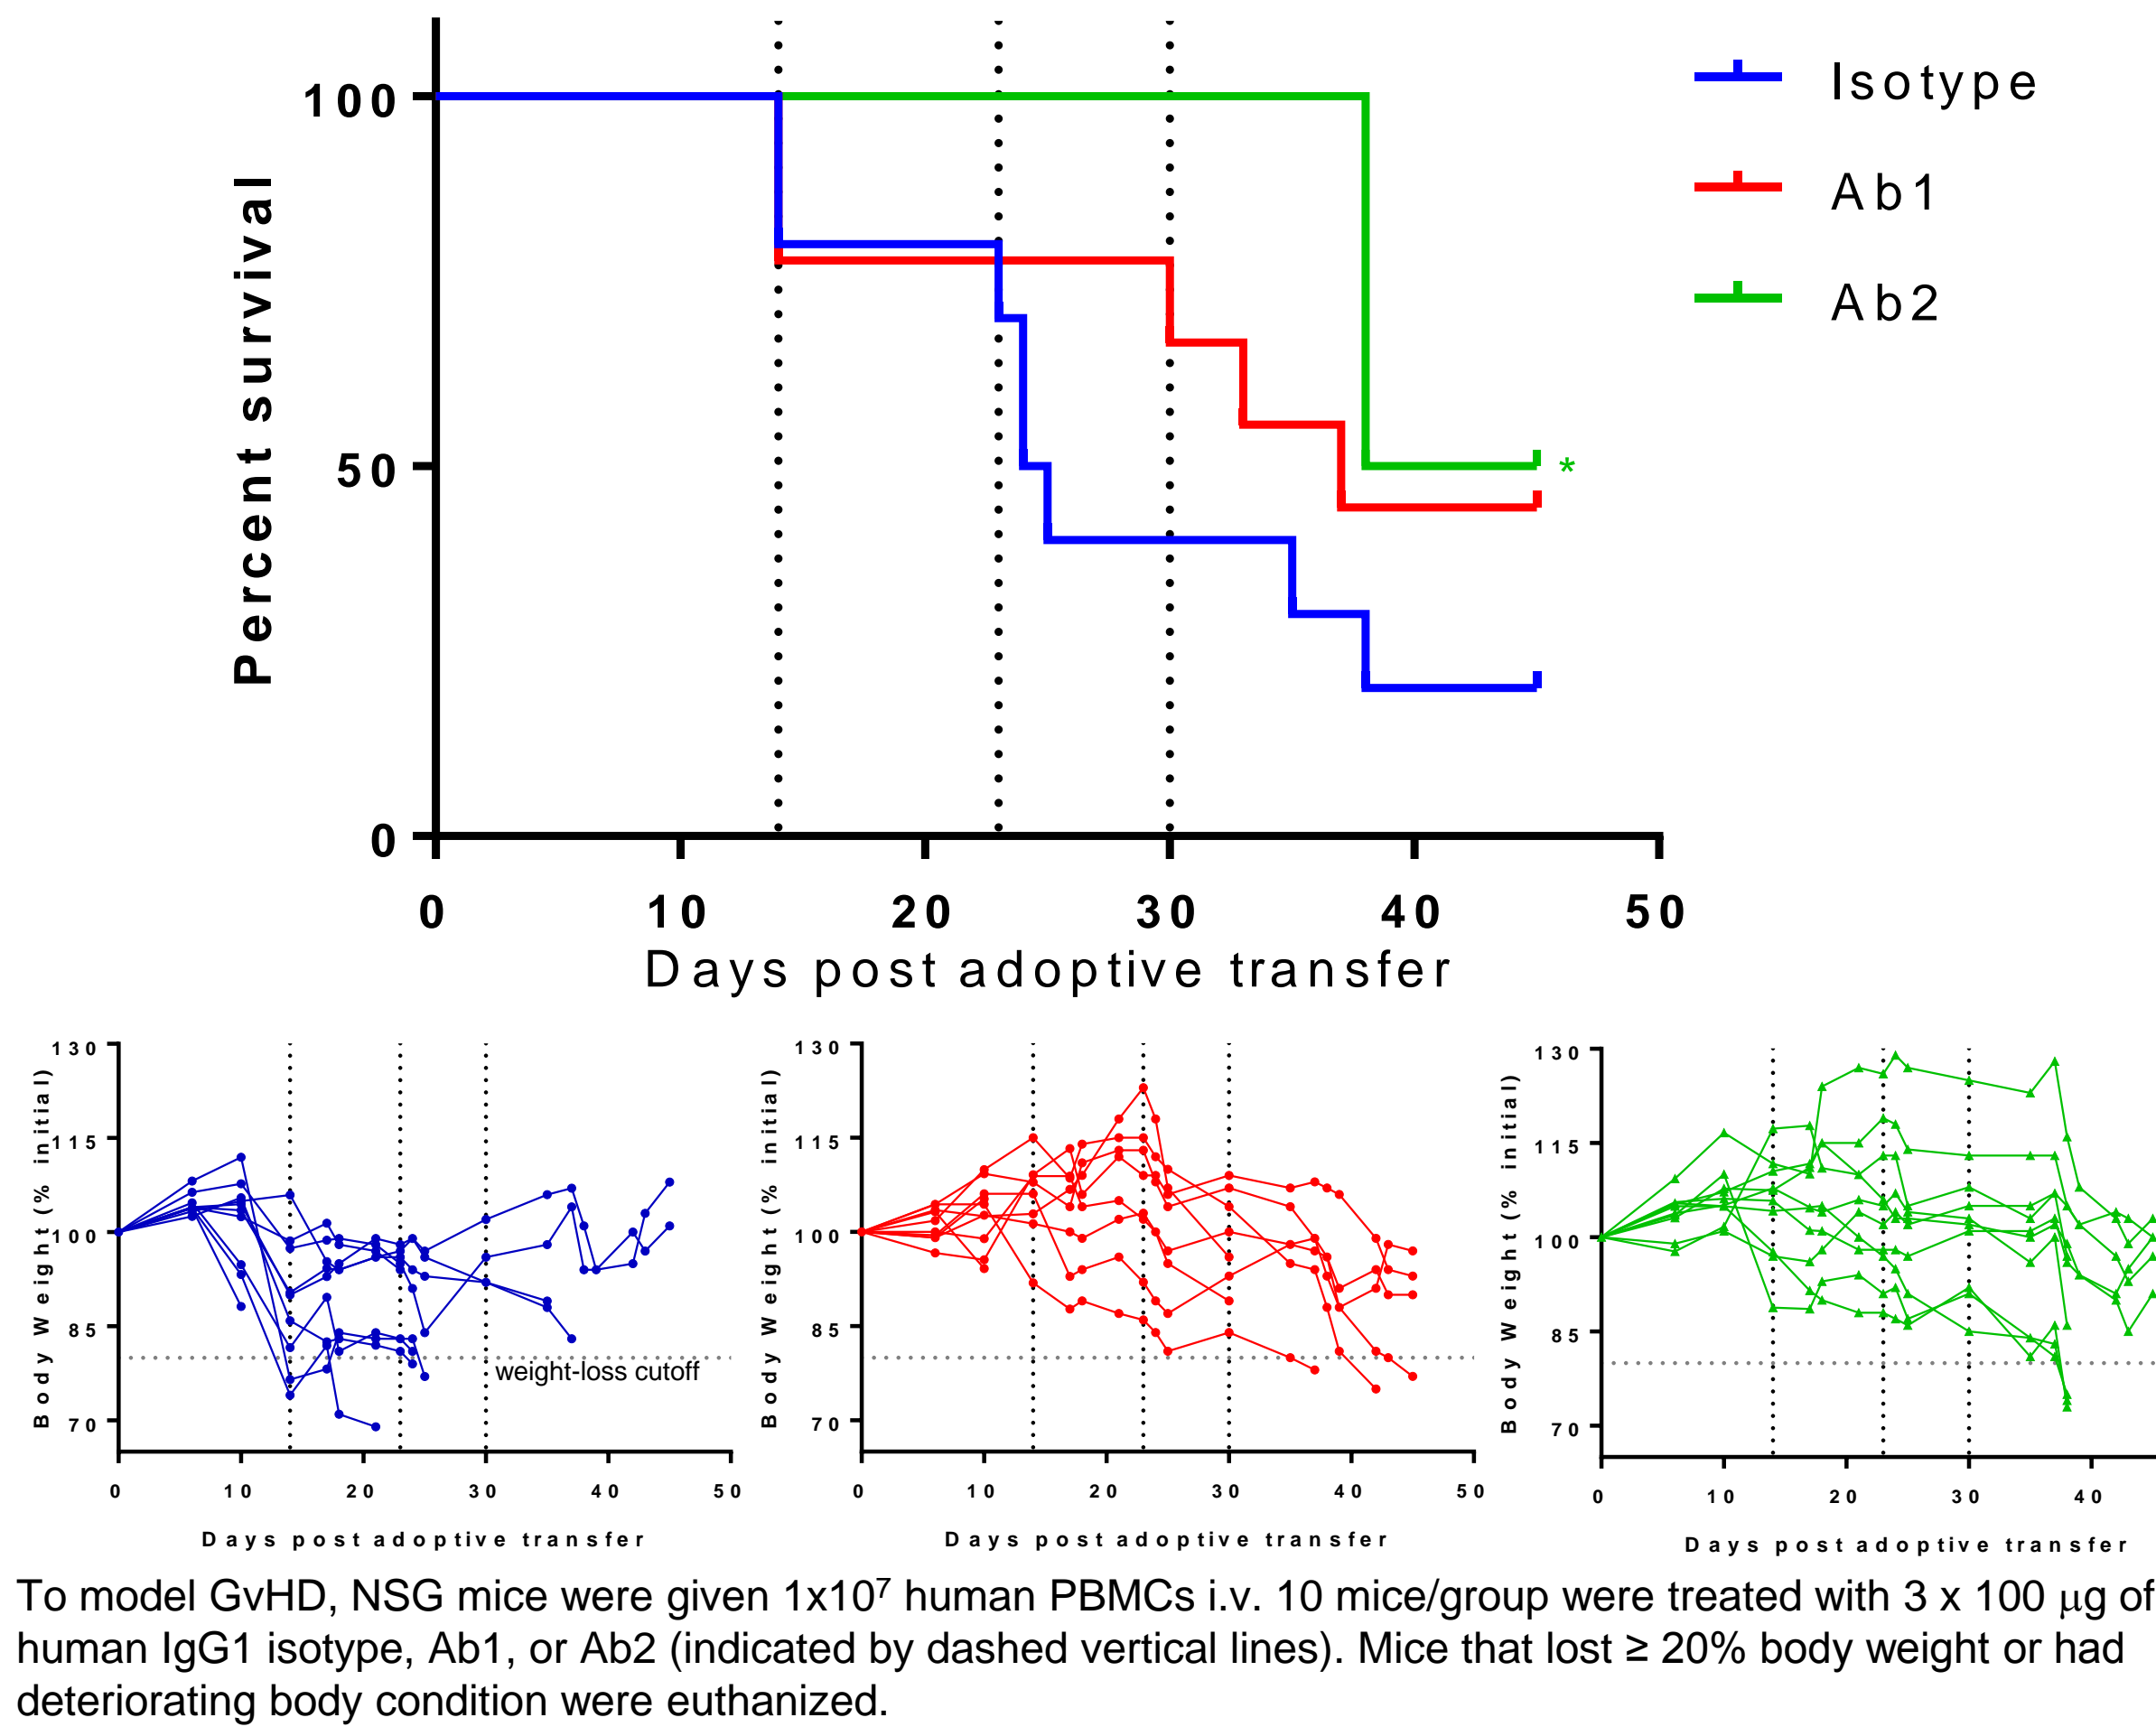 Percent survival
100
50
0
0 10 20 30 40 50
Days post adoptive transfer
Isotype
Ab1
Ab2
*
Body Weight (% initial)
130
115
100
85
70
0 10 20 30 40 50
Days post adoptive transfer
weight-loss cutoff
Body Weight (% initial)
130
115
100
85
70
0 10 20 30 40 50
Days post adoptive transfer
Body Weight (% initial)
130
115
100
85
70
0 10 20 30 40
Days post adoptive transfer
To model GvHD, NSG mice were given 1x10⁷ human PBMCs i.v. 10 mice/group were treated with 3 x 100 μg of
human IgG1 isotype, Ab1, or Ab2 (indicated by dashed vertical lines). Mice that lost ≥ 20% body weight or had
deteriorating body condition were euthanized.